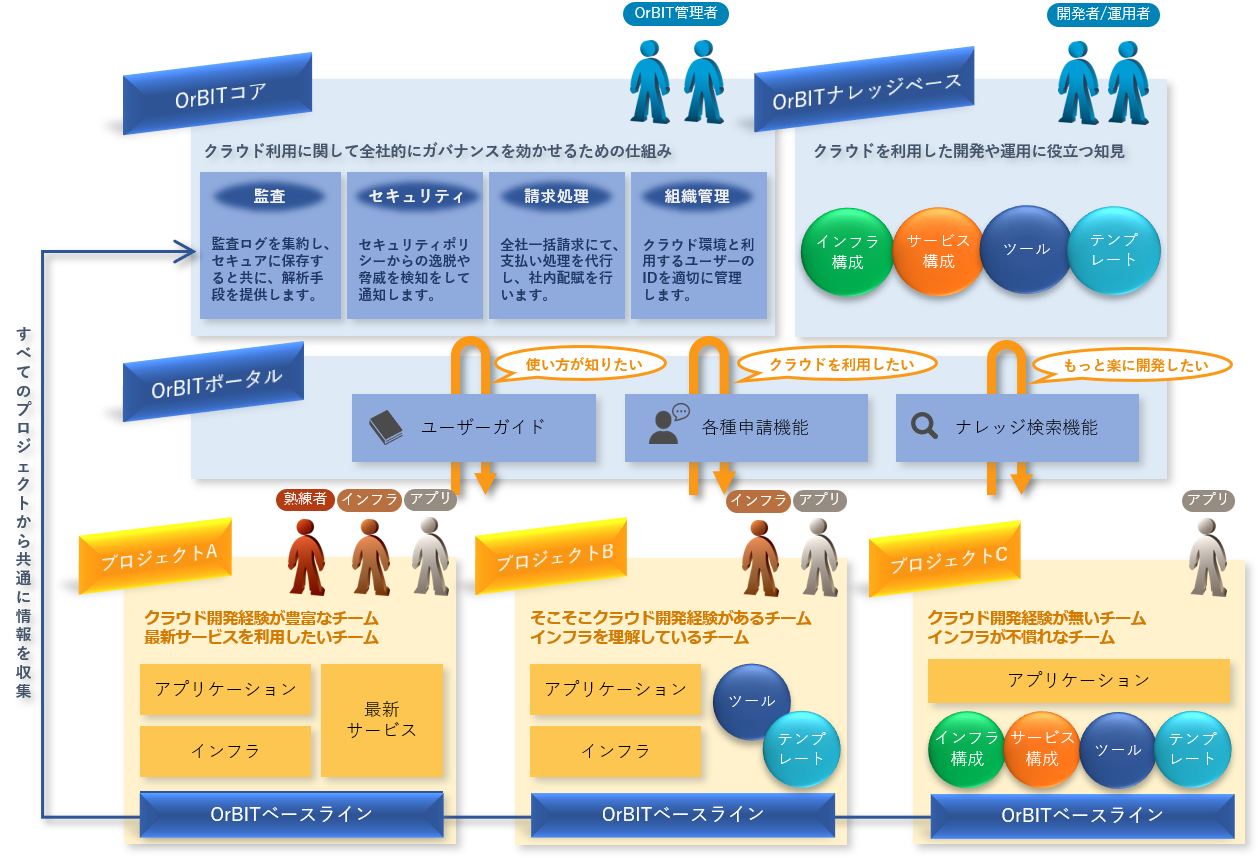 OrBIT管理者
開発者/運用者
OrBITコア
OrBITナレッジベース
クラウド利用に関して全社的にガバナンスを効かせるための仕組み
クラウドを利用した開発や運用に役立つ知見
監査
監査ログを集約し、
セキュアに保存す
ると共に、解析手
段を提供します。
セキュリティ
セキュリティポリ
シーからの逸脱や
脅威を検知をして
通知します。
請求処理
全社一括請求にて、
支払い処理を代行
し、社内配賦を行
います。
組織管理
クラウド環境と利
用するユーザーの
IDを適切に管理
します。
インフラ
構成
サービス
構成
ツール
テンプ
レート
すべてのプロジェクトから共通に情報を収集
OrBITポータル
使い方が知りたい
クラウドを利用したい
もっと楽に開発したい
ユーザーガイド
各種申請機能
ナレッジ検索機能
熟練者
インフラ
アプリ
インフラ
アプリ
アプリ
プロジェクトA
クラウド開発経験が豊富なチーム
最新サービスを利用したいチーム
アプリケーション
インフラ
最新
サービス
OrBITベースライン
プロジェクトB
そこそこクラウド開発経験があるチーム
インフラを理解しているチーム
アプリケーション
インフラ
ツール
テンプ
レート
OrBITベースライン
プロジェクトC
クラウド開発経験が無いチーム
インフラが不慣れなチーム
アプリケーション
インフラ
構成
サービス
構成
ツール
テンプ
レート
OrBITベースライン